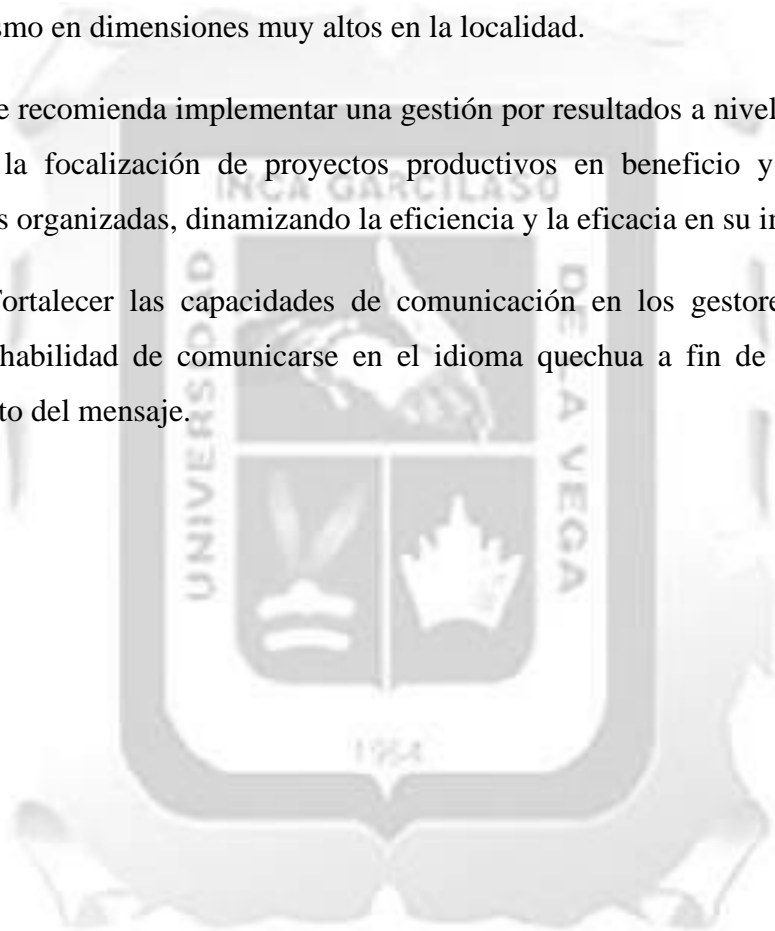 smo en dimensiones muy altos en la localidad.
e recomienda implementar una gestión por resultados a nivel
la focalización de proyectos productivos en beneficio y
s organizadas, dinamizando la eficiencia y la eficacia en su in
ortalecer las capacidades de comunicación en los gestore
habilidad de comunicarse en el idioma quechua a fin de
to del mensaje.
INCA GARCILASO
UNIVERSIDAD
DE LA VEGA
1964